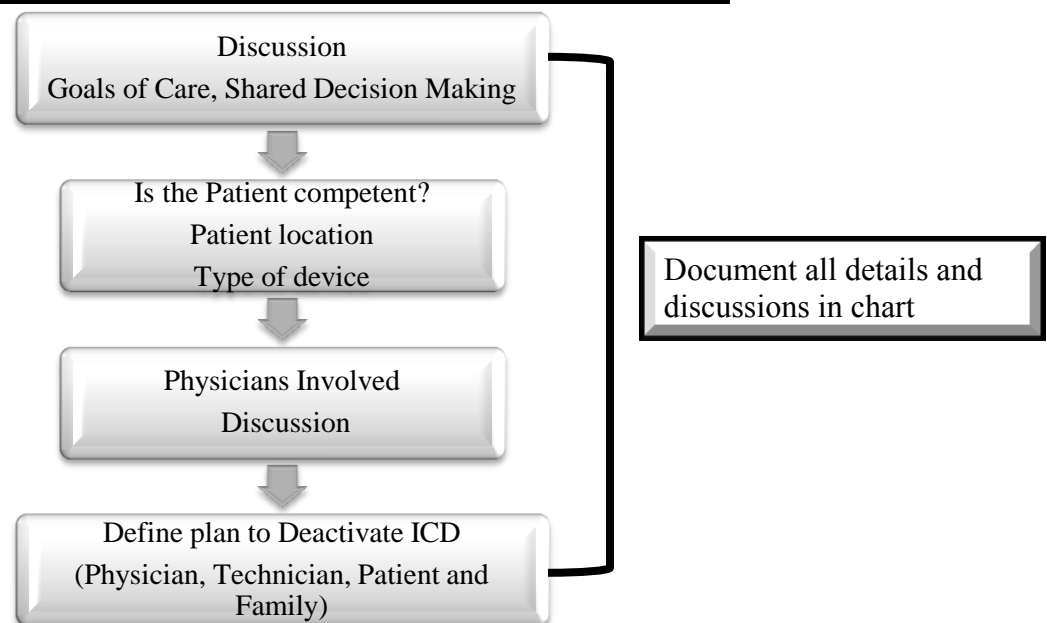 Discussion
Goals of Care, Shared Decision Making
Is the Patient competent?
Patient location
Type of device
Document all details and
discussions in chart
Physicians Involved
Discussion
Define plan to Deactivate ICD
(Physician, Technician, Patient and
Family)